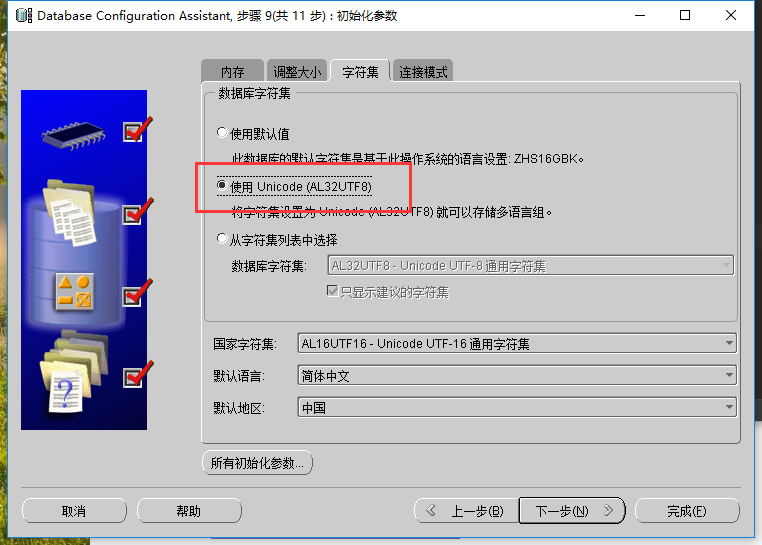 Database Configuration Assistant, 步骤 9(共 11 步) : 初始化参数
内存 调整大小 字符集 连接模式
数据库字符集
使用默认值
此数据库的默认字符集是基于此操作系统的语言设置: ZHS16GBK。
使用 Unicode (AL32UTF8)
将字符集设置为 Unicode (AL32UTF8) 就可以存储多语言组。
从字符集列表中选择
数据库字符集: AL32UTF8 - Unicode UTF-8 通用字符集
只显示建议的字符集
国家字符集: AL16UTF16 - Unicode UTF-16 通用字符集
默认语言: 简体中文
默认地区: 中国
所有初始化参数...
取消 帮助 上一步(B) 下一步(N) 完成(F)